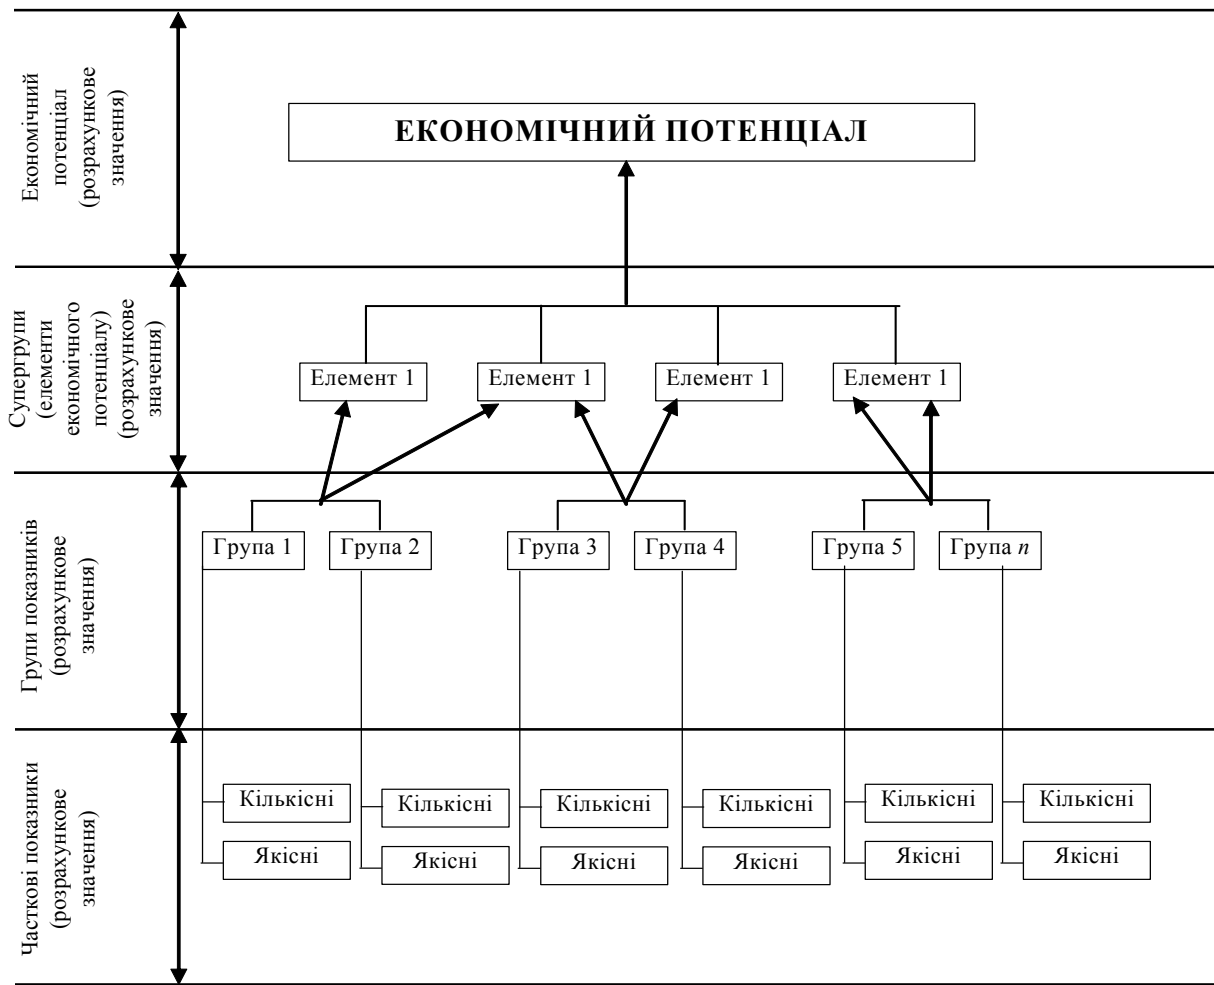 Економічний
потенціал
(розрахункове
значення)
ЕКОНОМІЧНИЙ ПОТЕНЦІАЛ
Супергрупи
(елементи
економічного
потенціалу)
(розрахункове
значення)
Елемент 1
Елемент 1
Елемент 1
Елемент 1
Групи показників
(розрахункове
значення)
Група 1
Група 2
Група 3
Група 4
Група 5
Група n
Часткові показники
(розрахункове
значення)
Кількісні
Кількісні
Кількісні
Кількісні
Кількісні
Кількісні
Якісні
Якісні
Якісні
Якісні
Якісні
Якісні